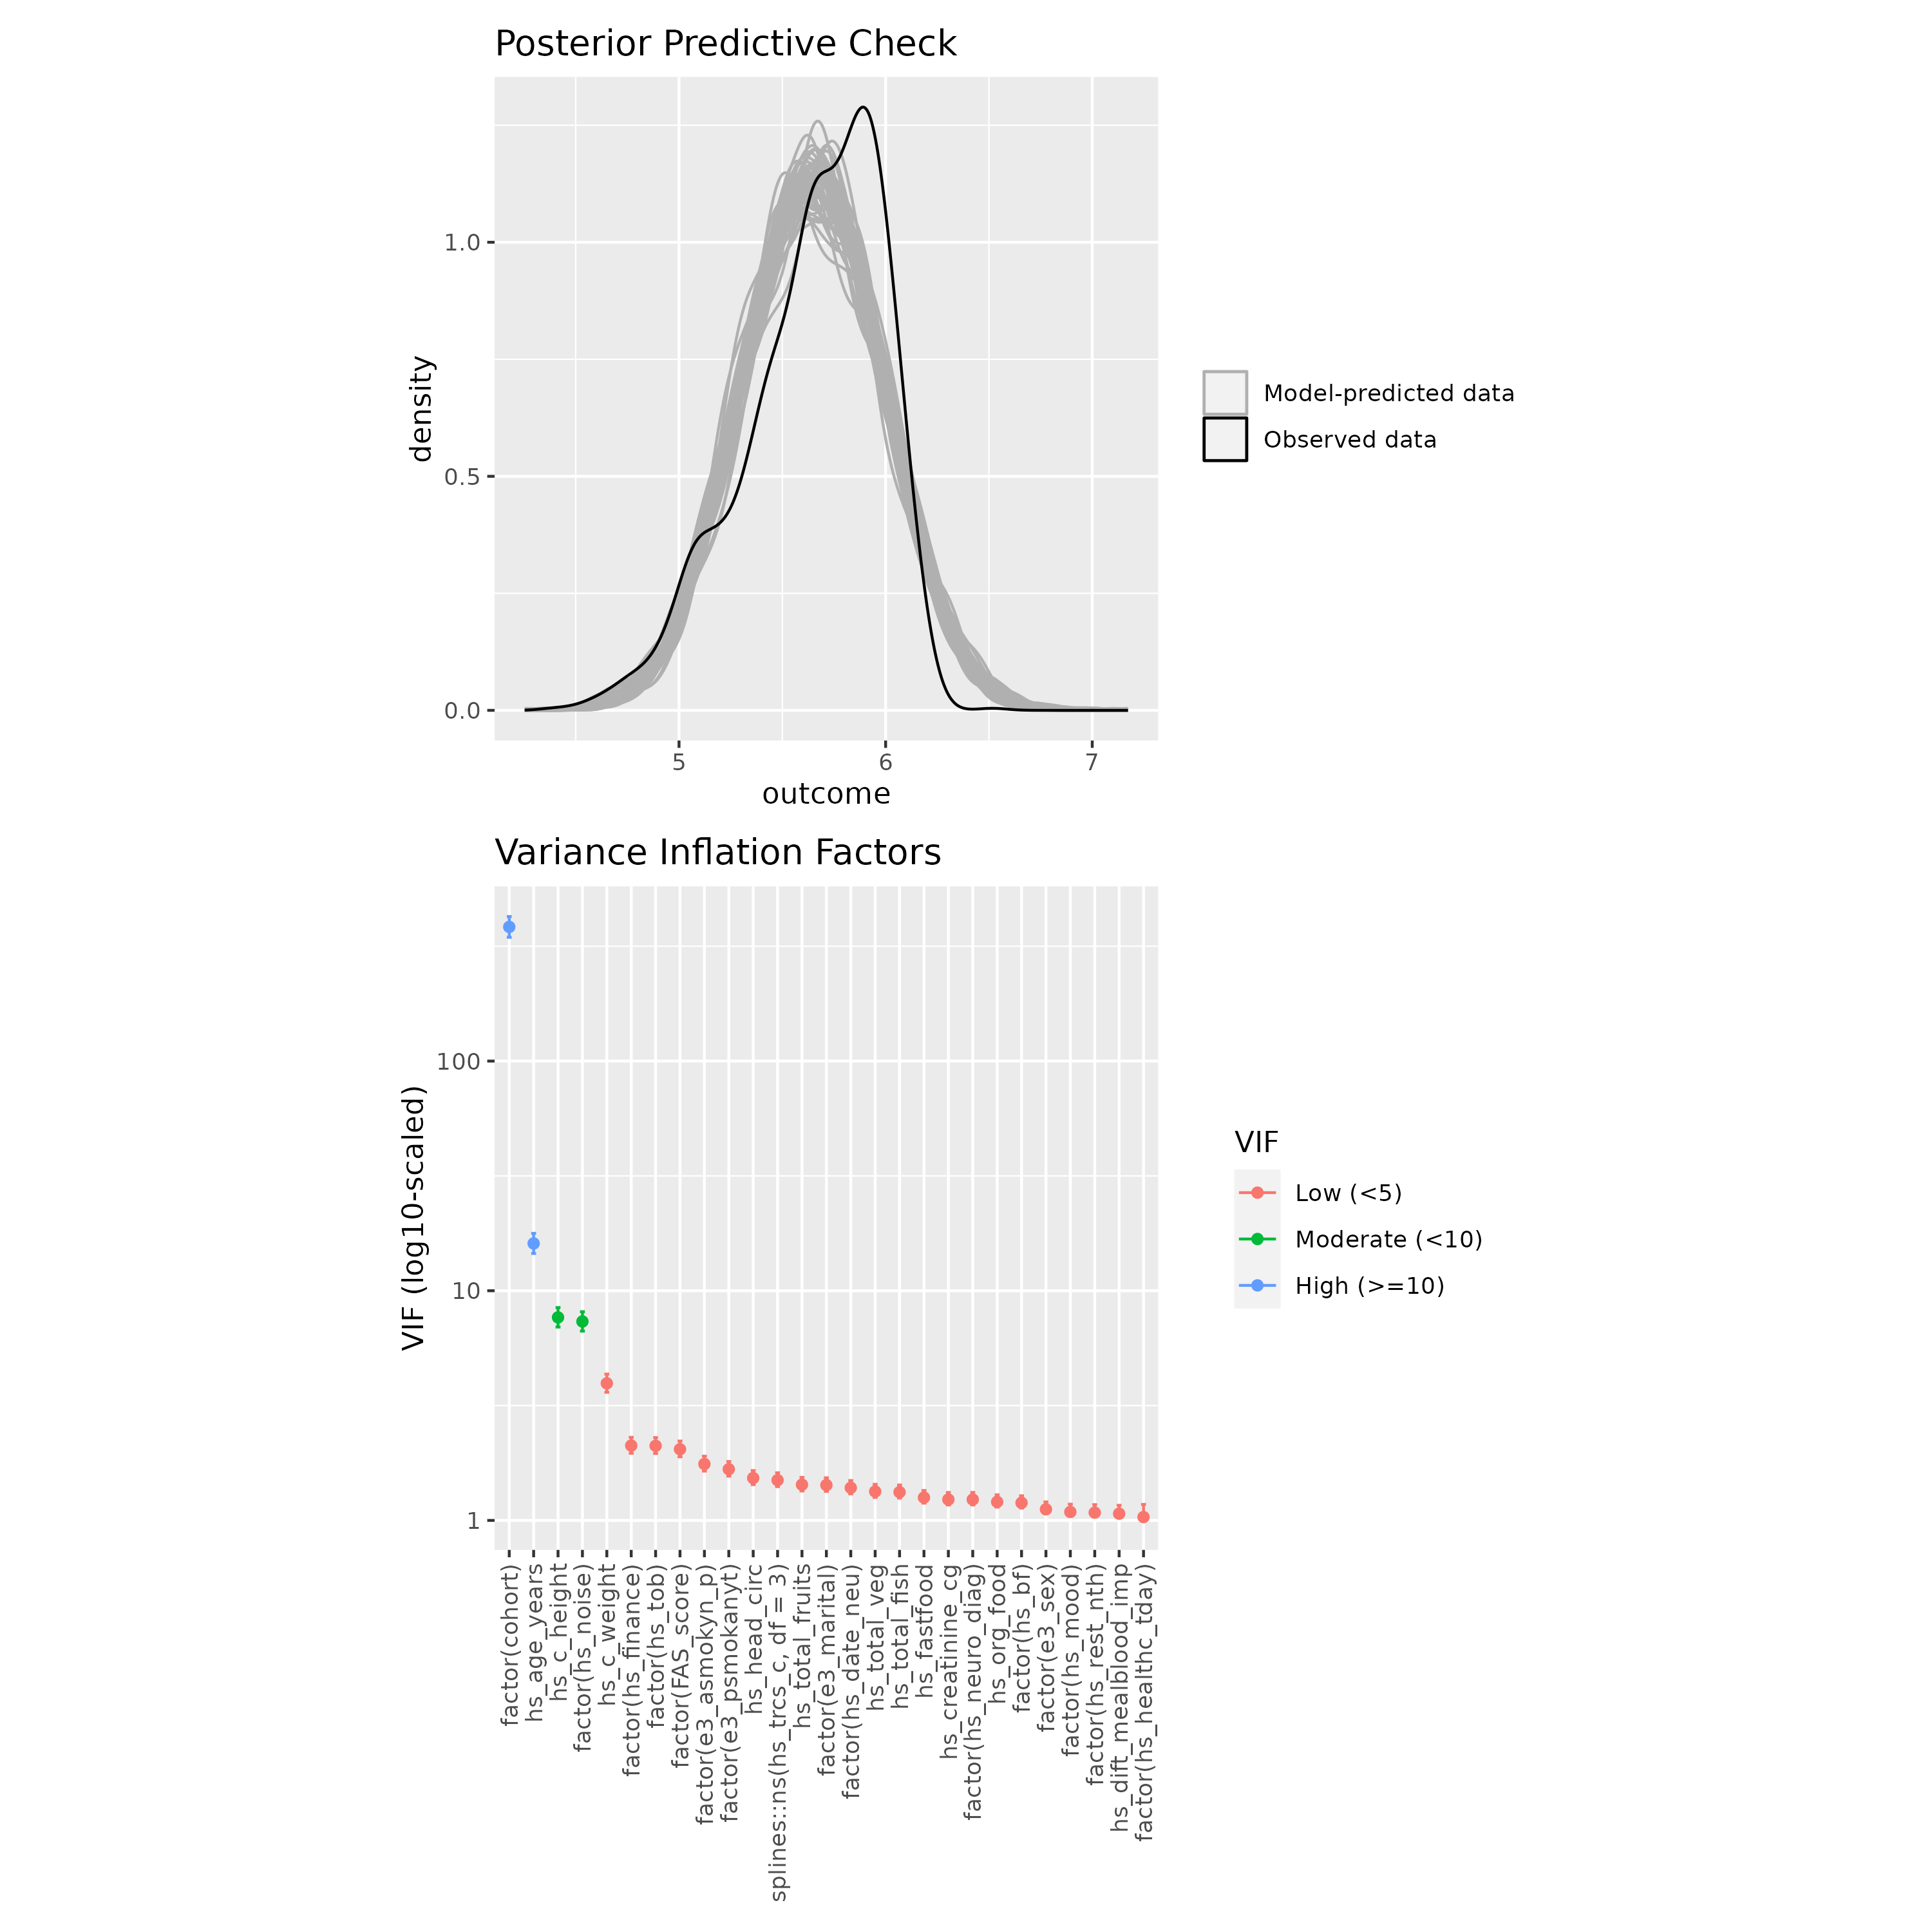 Posterior Predictive Check
density
1.0
0.5
0.0
5
6
7
outcome
Model-predicted data
Observed data
Variance Inflation Factors
VIF (log10-scaled)
100
10
1
factor(cohort)
hs_age_years
hs_c_height
factor(hs_noise)
hs_c_weight
factor(hs_finance)
factor(hs_tob)
factor(FAS_score)
factor(e3_asmokyn_p)
factor(e3_psmokanyt)
hs_head_circ
splines::ns(hs_trcs_c, df = 3)
hs_total_fruits
factor(e3_marital)
factor(hs_date_neu)
hs_total_veg
hs_total_fish
hs_fastfood
hs_creatinine_cg
factor(hs_neuro_diag)
hs_org_food
factor(hs_bf)
factor(e3_sex)
factor(hs_mood)
factor(hs_rest_nth)
hs_dift_mealblood_imp
factor(hs_healthc_tday)
VIF
Low (<5)
Moderate (<10)
High (>=10)